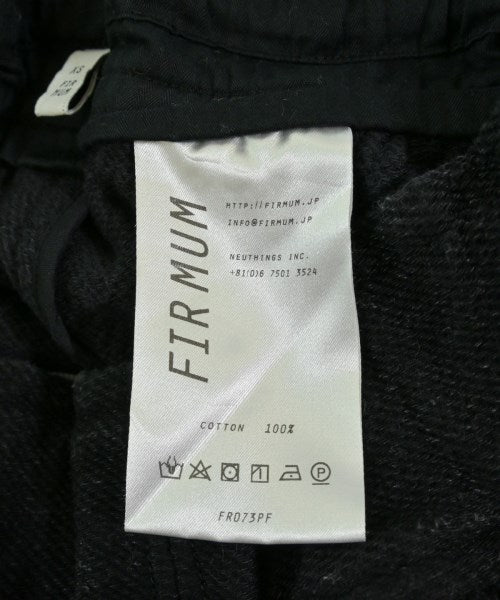 XS
FIR
MUM
FIRMUM
HTTP://FIRMUM.JP
INFO@FIRMUM.JP
NEUTHINGS INC.
+81(0)6 7501 3524
COTTON 100%
P
FR073PF